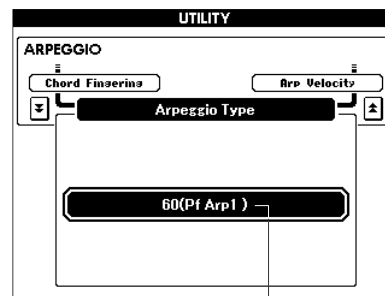 UTILITY
ARPEGGIO
Chord Fingering
Arp Velocity
Arpeggio Type
60(Pf Arp1 )